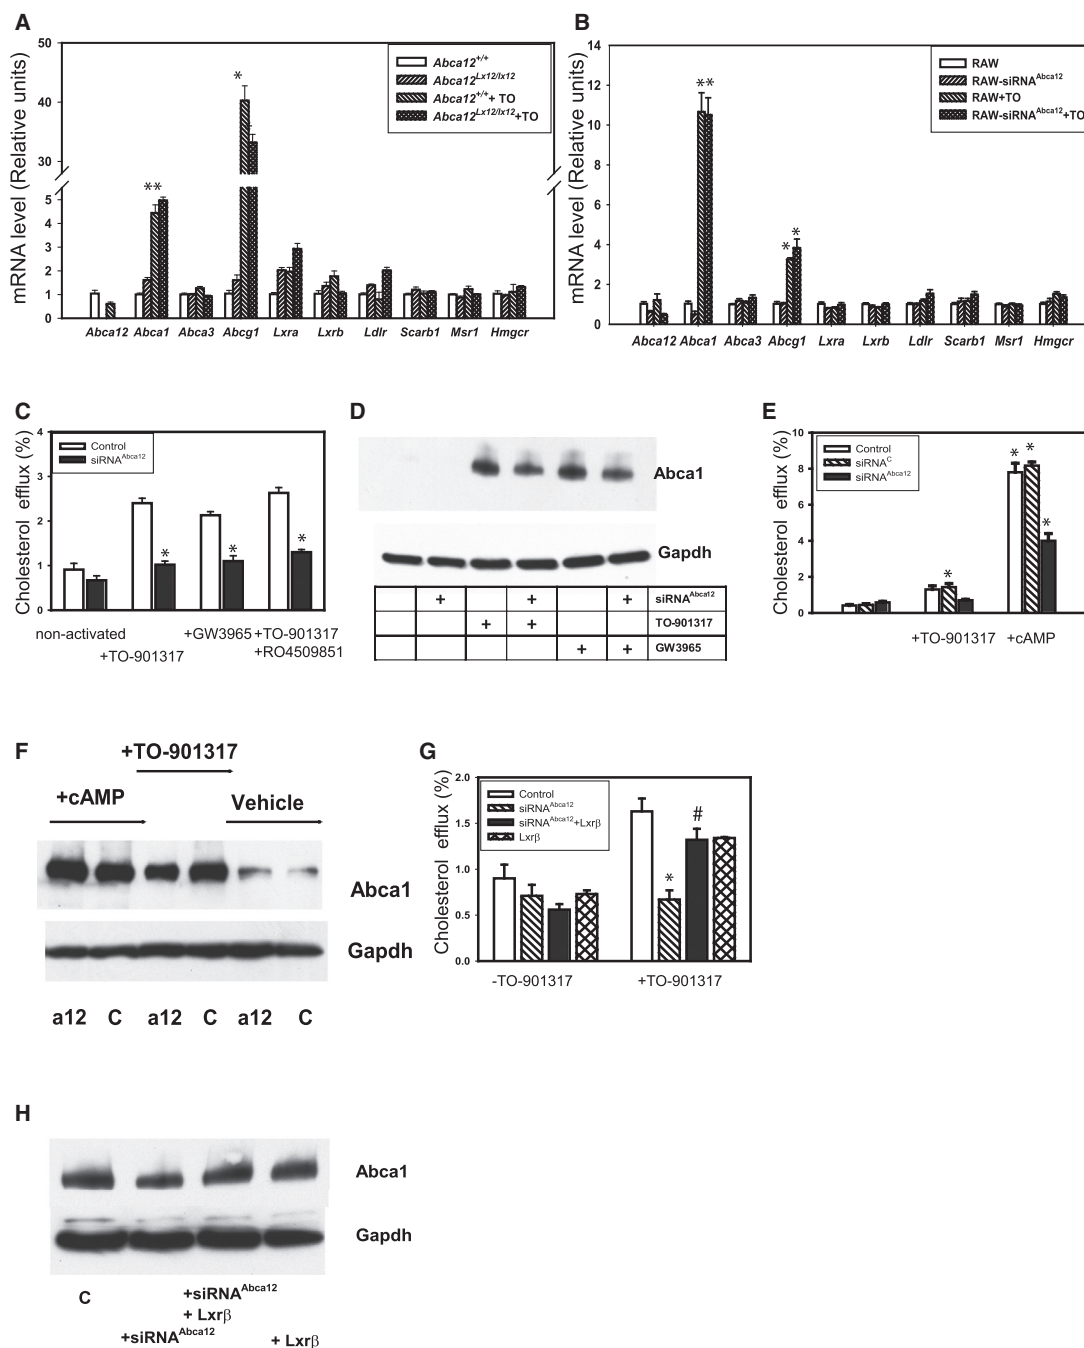 A
mRNA level (Relative units)
50
40
30
5
4
3
2
1
0
Abca12+/+
Abca12Lx12/lx12
Abca12+/+ + TO
Abca12Lx12/lx12+TO
**
*
Abca12 Abca1 Abca3 Abcg1 Lxra Lxrb Ldlr Scarb1 Msr1 Hmgcr
B
mRNA level (Relative units)
14
12
10
8
6
4
2
0
RAW
RAW-siRNAAbca12
RAW+TO
RAW-siRNAAbca12+TO
**
* *
Abca12 Abca1 Abca3 Abcg1 Lxra Lxrb Ldlr Scarb1 Msr1 Hmgcr
C
Cholesterol efflux (%)
4
3
2
1
0
Control
siRNAAbca12
* * *
non-activated
+TO-901317
+GW3965
+TO-901317
+RO4509851
D
Abca1
Gapdh
+ + + siRNAAbca12
+ + TO-901317
+ + GW3965
E
Cholesterol efflux (%)
10
8
6
4
2
0
Control
siRNAC
siRNAAbca12
* * * *
+TO-901317 +cAMP
F
+TO-901317
+cAMP
Vehicle
Abca1
Gapdh
a12 C a12 C a12 C
G
Cholesterol efflux (%)
2.0
1.5
1.0
0.5
0.0
Control
siRNAAbca12
siRNAAbca12+Lxrβ
Lxrβ
* #
-TO-901317 +TO-901317
H
Abca1
Gapdh
C
+siRNAAbca12
+siRNAAbca12
+ Lxrβ
+ Lxrβ